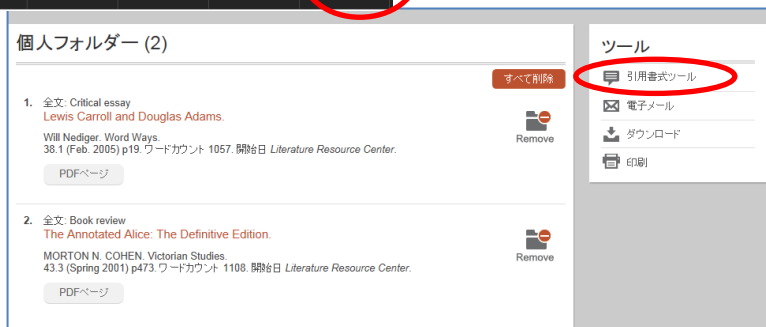 個人フォルダー (2)
すべて削除
1. 全文: Critical essay
Lewis Carroll and Douglas Adams.
Will Nediger. Word Ways.
38.1 (Feb. 2005) p19. ワードカウント 1057. 開始日 Literature Resource Center.
Remove
PDFページ
2. 全文: Book review
The Annotated Alice: The Definitive Edition.
MORTON N. COHEN. Victorian Studies.
43.3 (Spring 2001) p473. ワードカウント 1108. 開始日 Literature Resource Center.
Remove
PDFページ
ツール
引用書式ツール
電子メール
ダウンロード
印刷